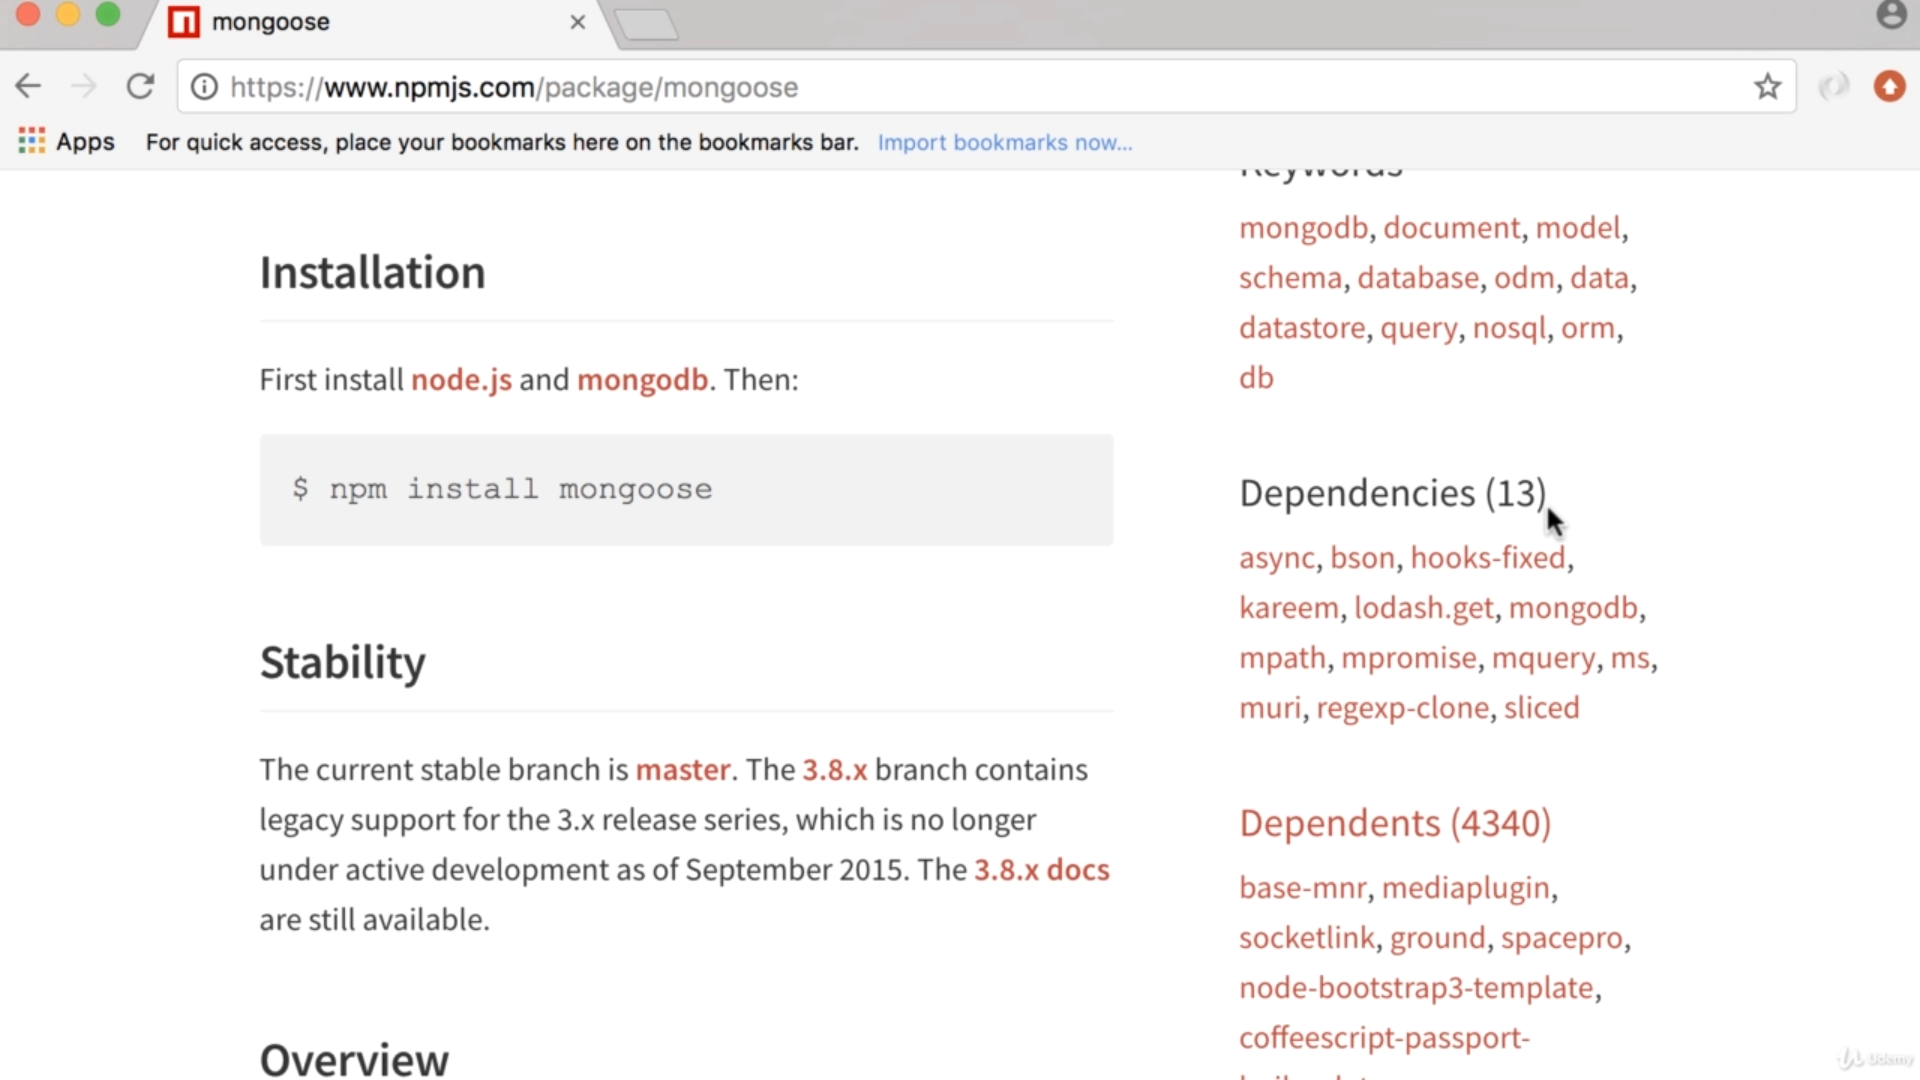 mongoose
https://www.npmjs.com/package/mongoose
Apps For quick access, place your bookmarks here on the bookmarks bar. Import bookmarks now...
Installation
First install node.js and mongodb. Then:
$ npm install mongoose
Stability
The current stable branch is master. The 3.8.x branch contains
legacy support for the 3.x release series, which is no longer
under active development as of September 2015. The 3.8.x docs
are still available.
Overview
Keywords
mongodb, document, model,
schema, database, odm, data,
datastore, query, nosql, orm,
db
Dependencies (13)
async, bson, hooks-fixed,
kareem, lodash.get, mongodb,
mpath, mpromise, mquery, ms,
muri, regexp-clone, sliced
Dependents (4340)
base-mnr, mediaplugin,
socketlink, ground, spacepro,
node-bootstrap3-template,
coffeescript-passport-
Udemy